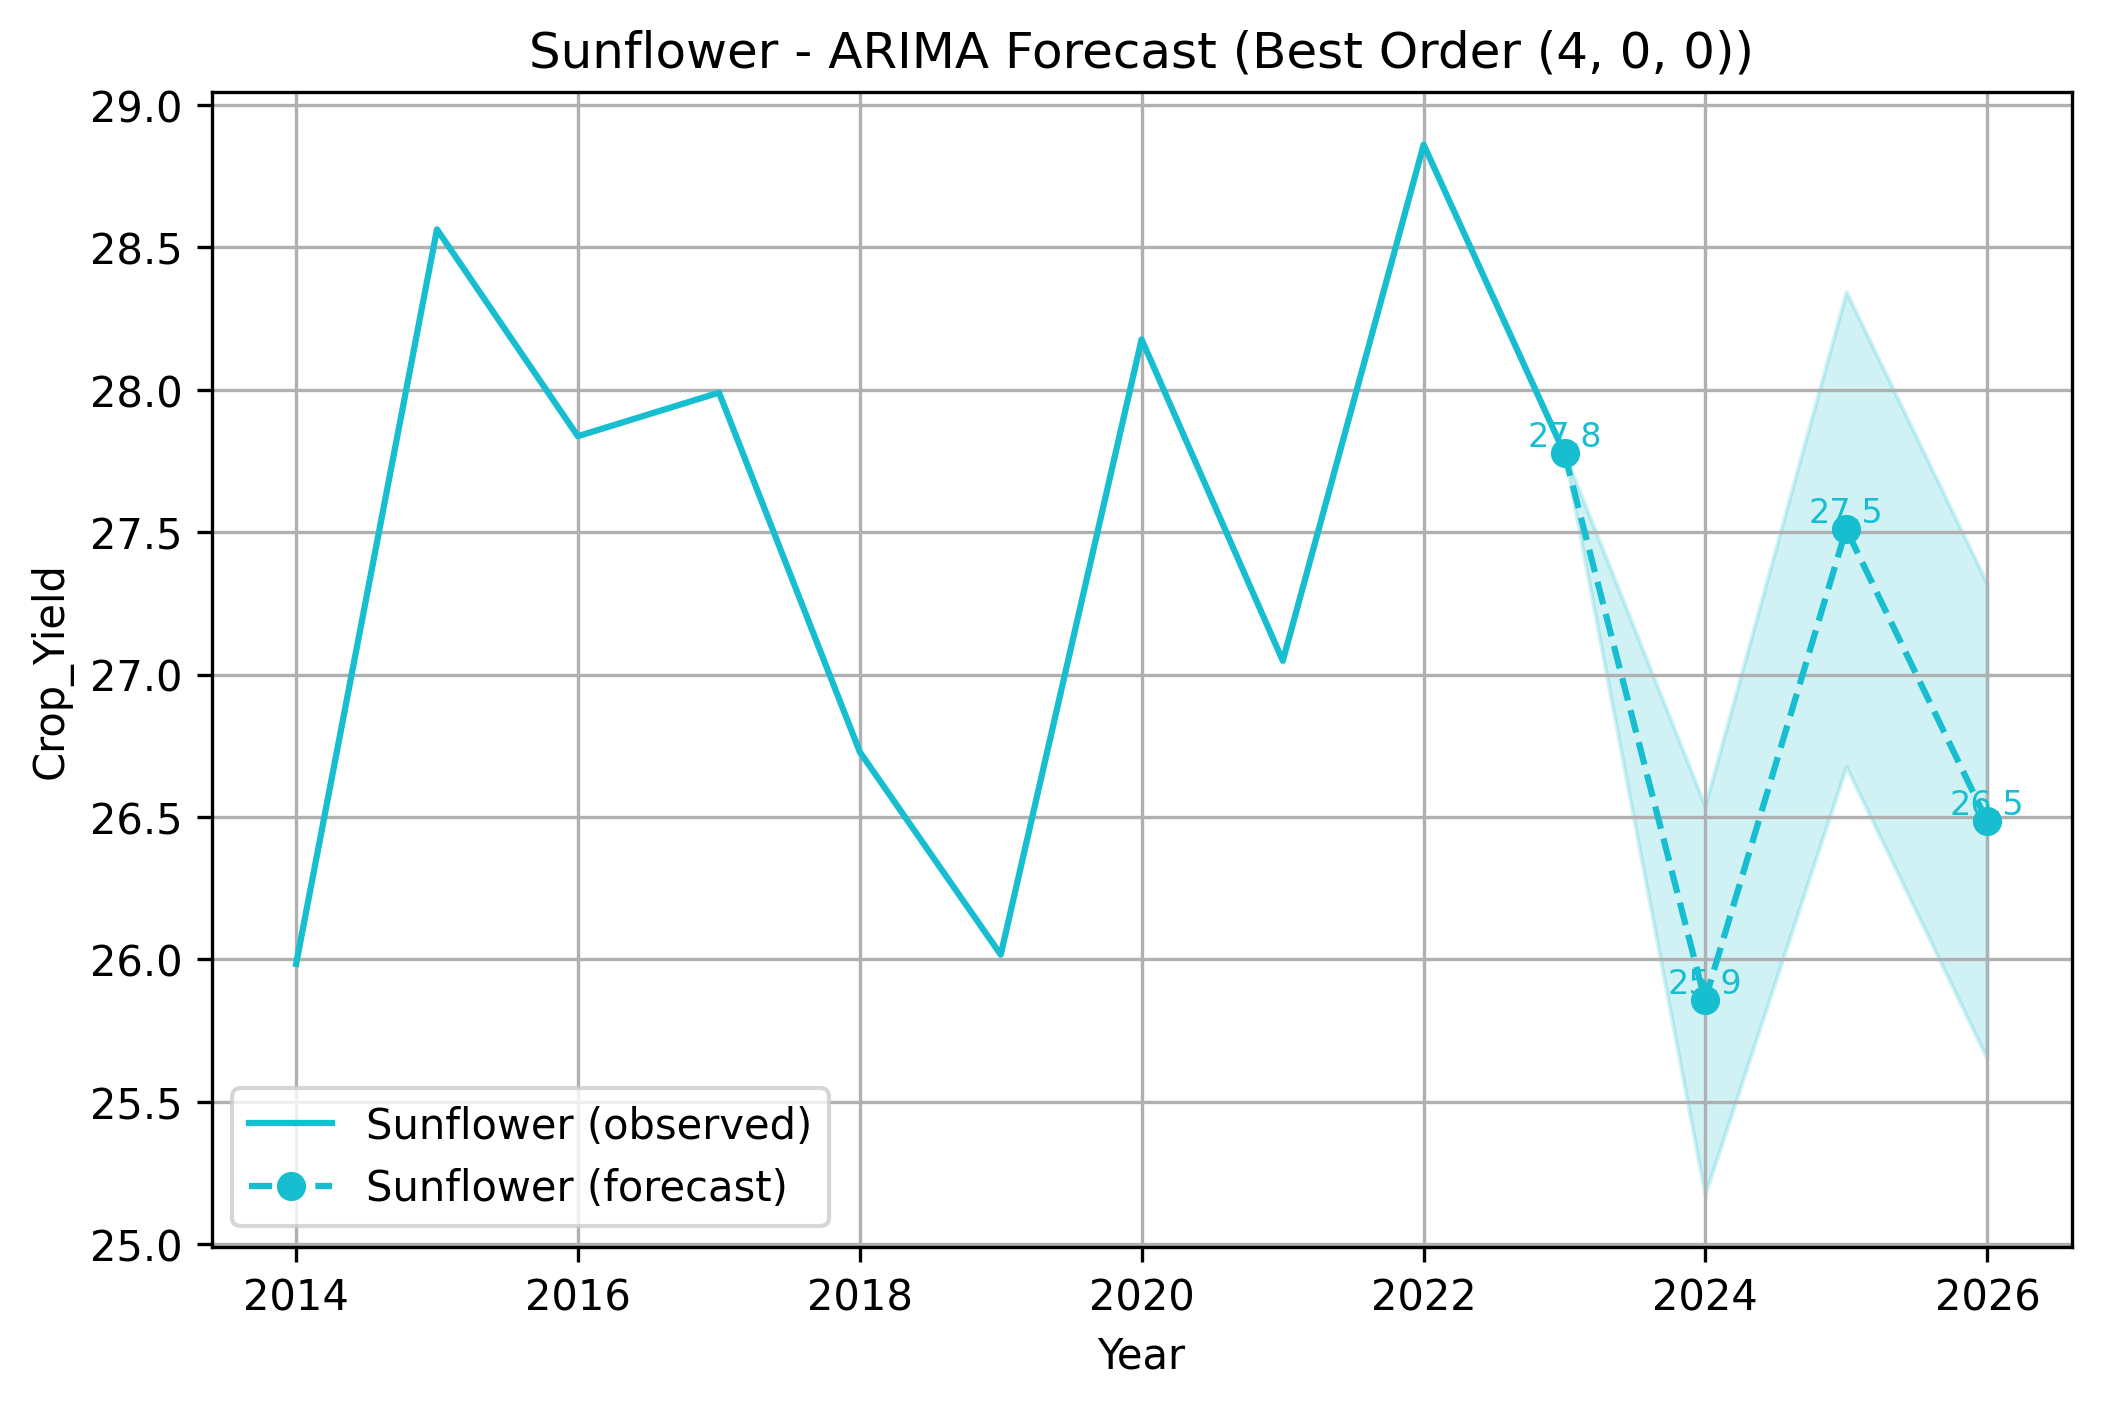 Sunflower - ARIMA Forecast (Best Order (4, 0, 0))
29.0
28.5
28.0
27.5
27.0
26.5
26.0
25.5
25.0
Crop_Yield
27.8
27.5
26.5
25.9
Sunflower (observed)
Sunflower (forecast)
2014 2016 2018 2020 2022 2024 2026
Year